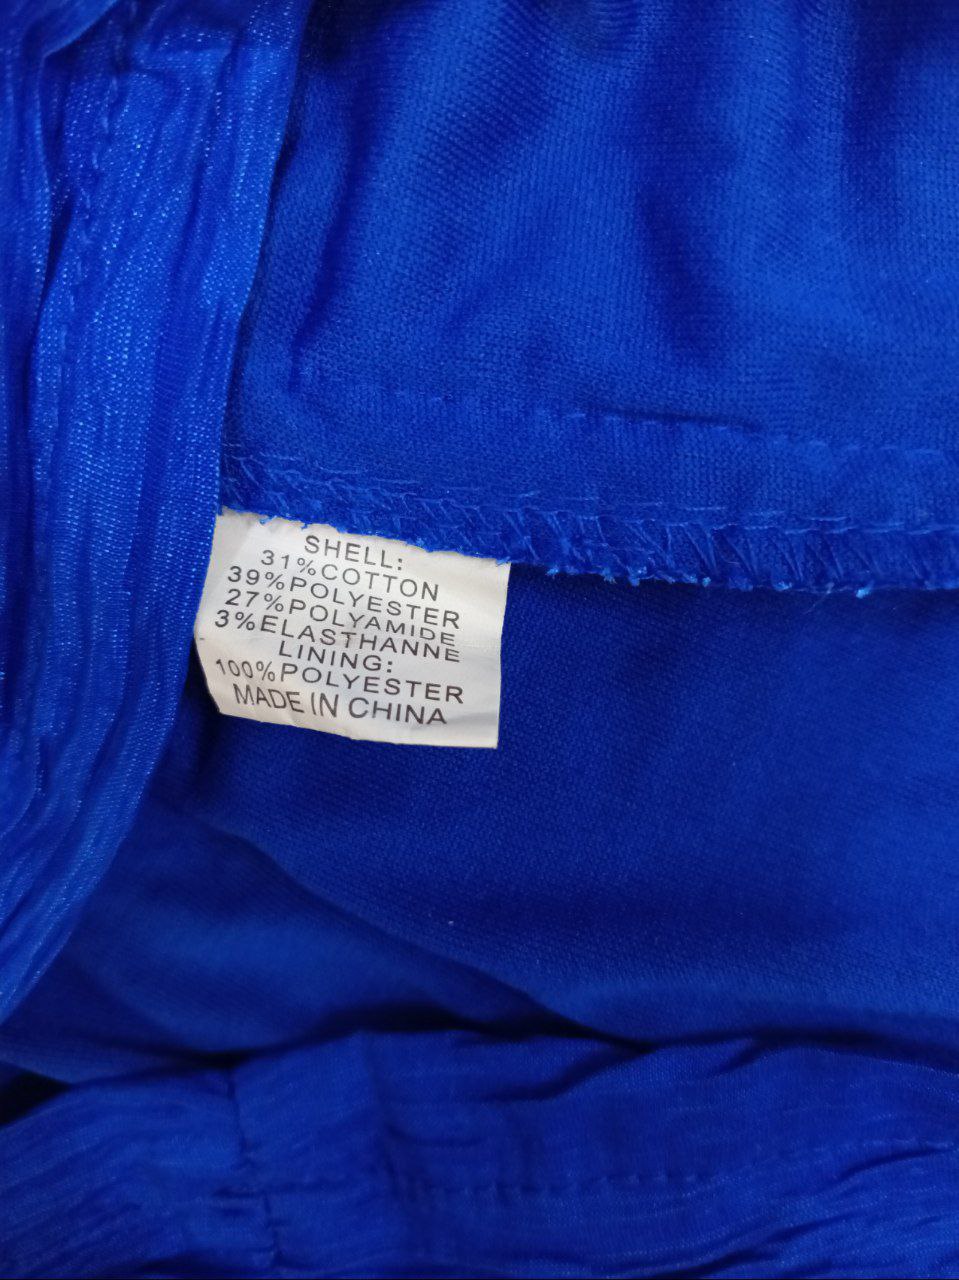 SHELL:
31%COTTON
39%POLYESTER
27%POLYAMIDE
3%ELASTHANNE
LINING:
100%POLYESTER
MADE IN CHINA